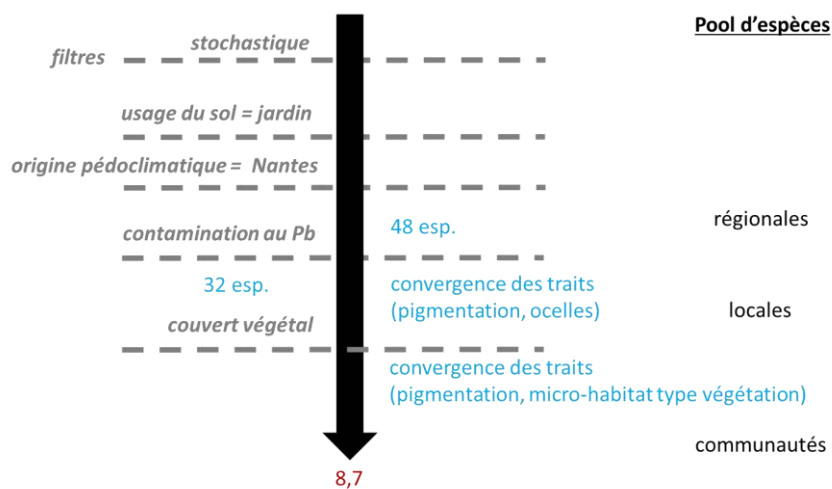 Pool d'espèces
stochastique
filtres
usage du sol = jardin
origine pédoclimatique = Nantes
régionales
48 esp.
contamination au Pb
32 esp.
convergence des traits
(pigmentation, ocelles)
locales
couvert végétal
convergence des traits
(pigmentation, micro-habitat type végétation)
communautés
8,7